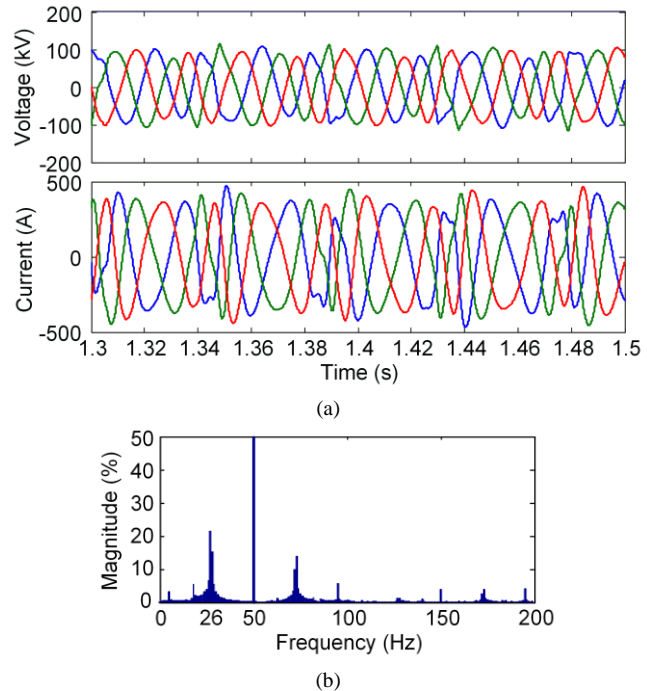 Voltage (kV)
200
100
0
-100
-200
Current (A)
500
0
-500
1.3 1.32 1.34 1.36 1.38 1.4 1.42 1.44 1.46 1.48 1.5
Time (s)
(a)
Magnitude (%)
50
40
30
20
10
0
0 26 50 100 150 200
Frequency (Hz)
(b)